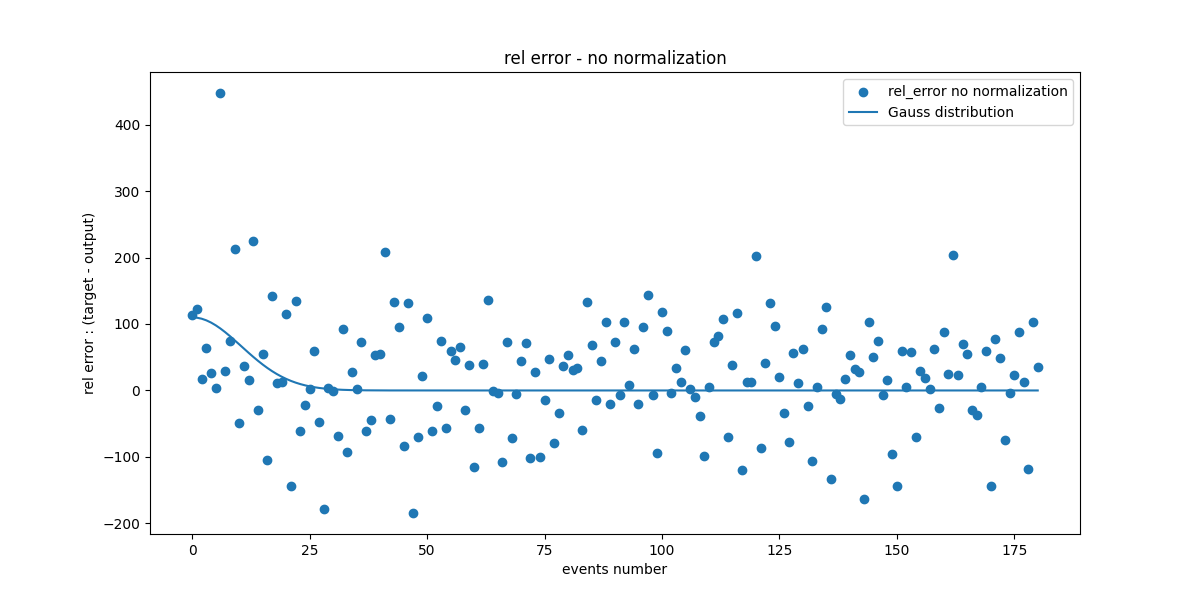 rel error - no normalization
rel_error no normalization
Gauss distribution
400
300
200
100
0
−100
−200
rel error : (target - output)
0 25 50 75 100 125 150 175
events number